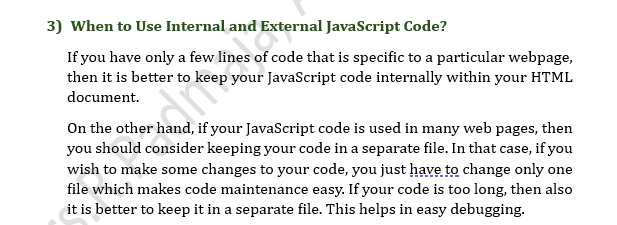 3) When to Use Internal and External JavaScript Code?
If you have only a few lines of code that is specific to a particular webpage,
then it is better to keep your JavaScript code internally within your HTML
document.
On the other hand, if your JavaScript code is used in many web pages, then
you should consider keeping your code in a separate file. In that case, if you
wish to make some changes to your code, you just have to change only one
file which makes code maintenance easy. If your code is too long, then also
it is better to keep it in a separate file. This helps in easy debugging.
rs.R.Padmaja,